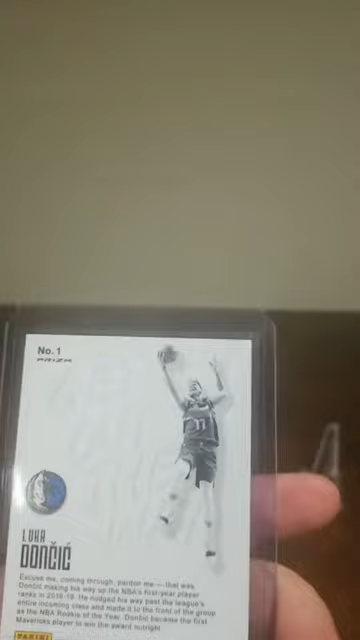 No. 1
PRIZM
77
LUKA
DONČIĆ
Excuse me, coming through, pardon me — that was
Dončić making his way up the NBA's first-year player
ranks in 2018-19. He nudged his way past the league's
entire incoming class and made it to the front of the group
as the NBA Rookie of the Year. Dončić became the first
Mavericks player to win the award outright.
PANINI